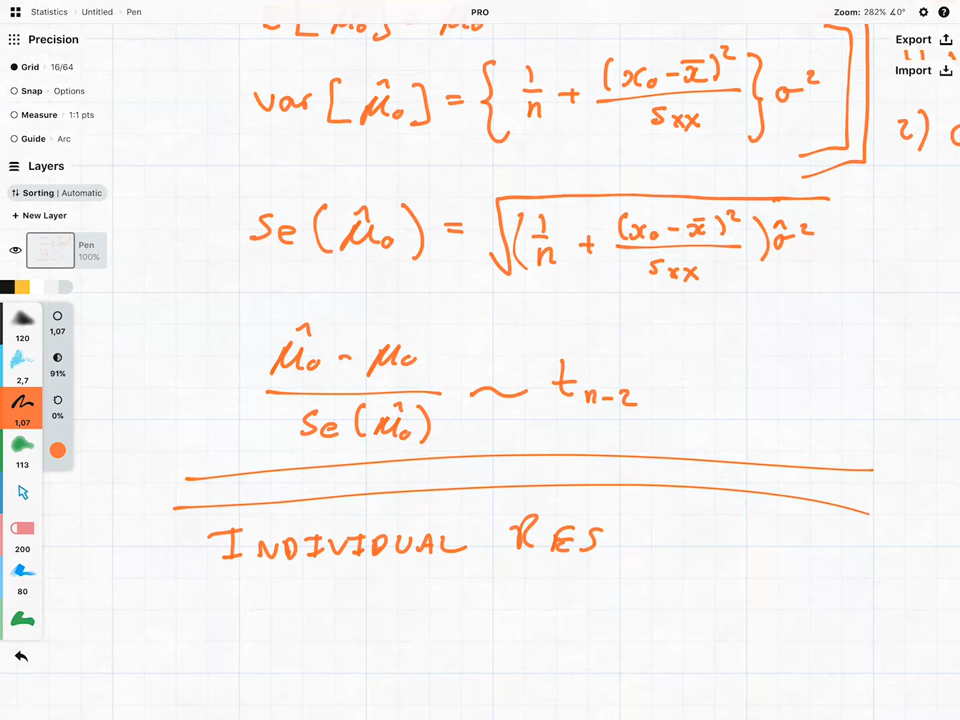 Statistics Untitled Pen PRO Zoom: 282% ∡0°
Precision
Export
Import
Grid 16/64
Snap Options
Measure 1:1 pts
Guide Arc
Layers
Sorting | Automatic
New Layer
Pen
100%
120
2,7
1,07
113
200
80
1,07
91%
0%
var [μ̂₀] = { 1/n + (x₀ - x̄)² / sxx } σ²
2)
se (μ̂₀) = √( (1/n + (x₀ - x̄)² / sxx) σ̂² )
(μ̂₀ - μ₀) / se(μ̂₀) ~ t n-2
INDIVIDUAL RES